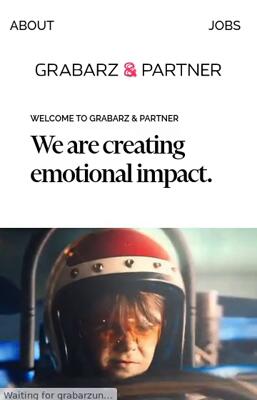 ABOUT JOBS
GRABARZ & PARTNER
WELCOME TO GRABARZ & PARTNER
We are creating
emotional impact.
Waiting for grabarzun...